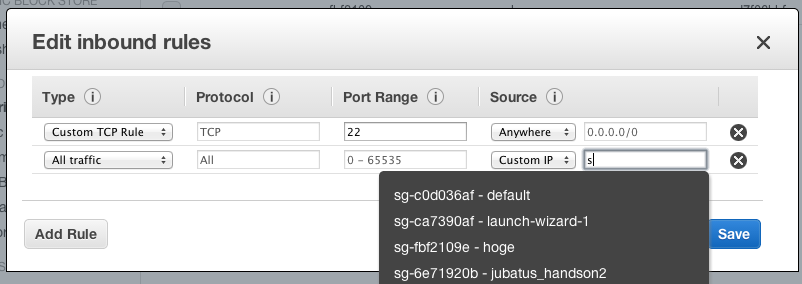 BLOCK STORE
Edit inbound rules
Type Protocol Port Range Source
Custom TCP Rule TCP 22 Anywhere 0.0.0.0/0
All traffic All 0 – 65535 Custom IP s
sg-c0d036af - default
sg-ca7390af - launch-wizard-1
Add Rule Save
sg-fbf2109e - hoge
sg-6e71920b - jubatus_handson2